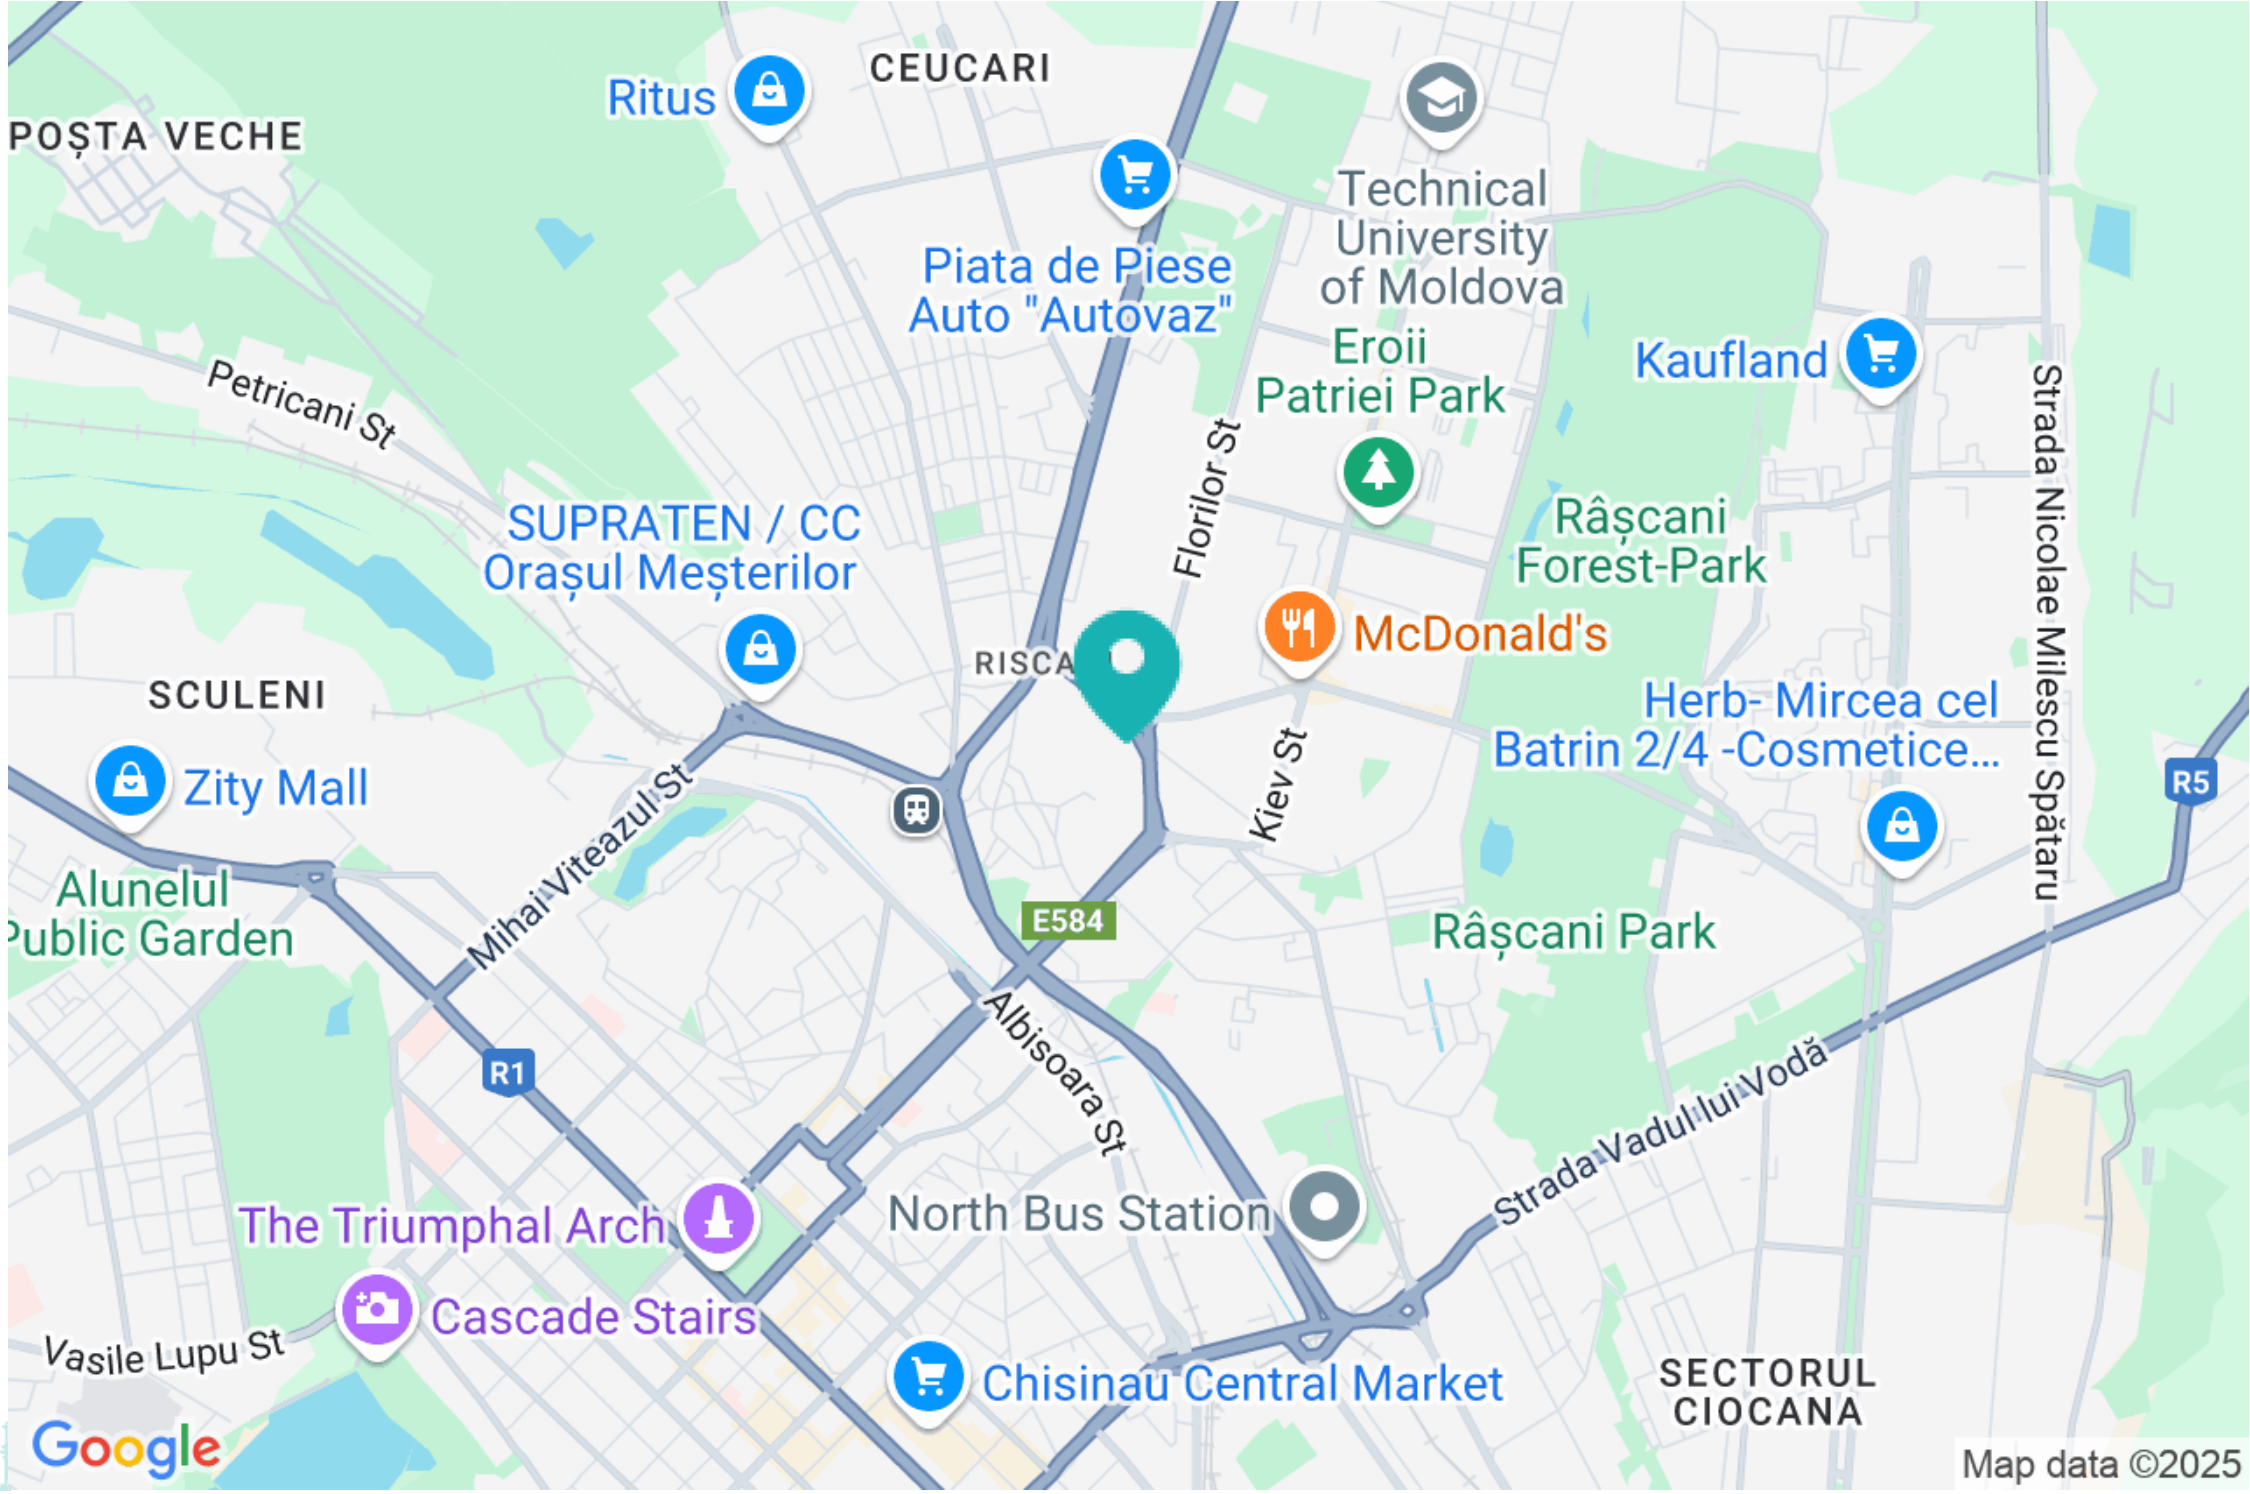 CEUCARI
Ritus
POȘTA VECHE
Technical
University
of Moldova
Piata de Piese
Auto "Autovaz"
Eroii
Patriei Park
Kaufland
Petricani St
Florilor St
Strada Nicolae Milescu Spătaru
SUPRATEN / CC
Orașul Meșterilor
Râșcani
Forest-Park
McDonald's
RISCA
SCULENI
Herb- Mircea cel
Batrin 2/4 -Cosmetice...
Zity Mall
R5
Mihai Viteazul St
Kiev St
Alunelul
Public Garden
E584
Râșcani Park
Albisoara St
R1
Strada Vadul lui Vodă
The Triumphal Arch
North Bus Station
Cascade Stairs
Vasile Lupu St
Chisinau Central Market
SECTORUL
CIOCANA
Google
Map data ©2025